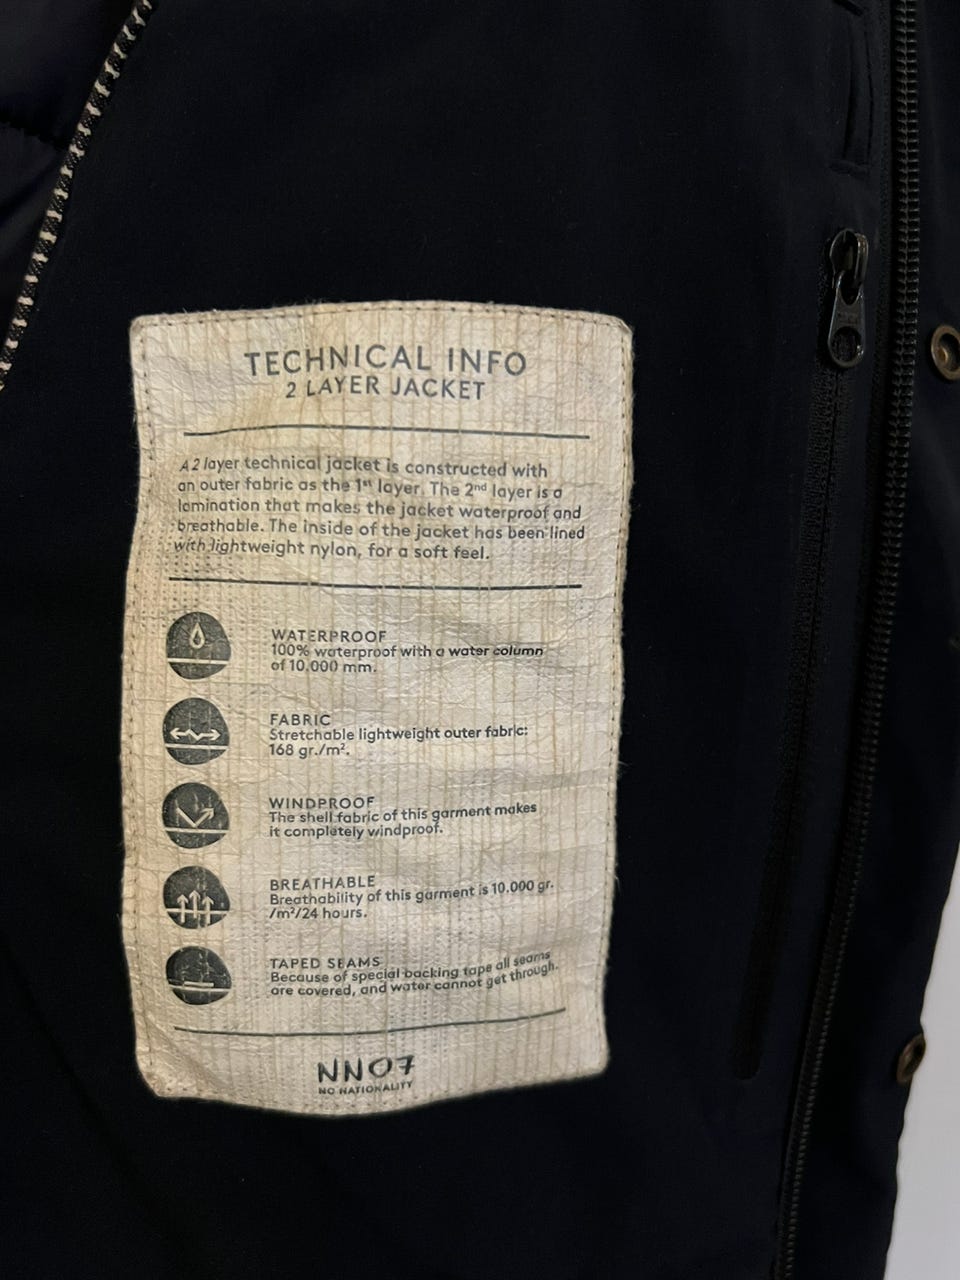 TECHNICAL INFO
2 LAYER JACKET
A 2 layer technical jacket is constructed with
an outer fabric as the 1st layer. The 2nd layer is a
lamination that makes the jacket waterproof and
breathable. The inside of the jacket has been lined
with lightweight nylon, for a soft feel.
WATERPROOF
100% waterproof with a water column
of 10.000 mm.
FABRIC
Stretchable lightweight outer fabric:
168 gr./m².
WINDPROOF
The shell fabric of this garment makes
it completely windproof.
BREATHABLE
Breathability of this garment is 10.000 gr.
/m²/24 hours.
TAPED SEAMS
Because of special backing tape all seams
are covered, and water cannot get through.
NN07
NO NATIONALITY